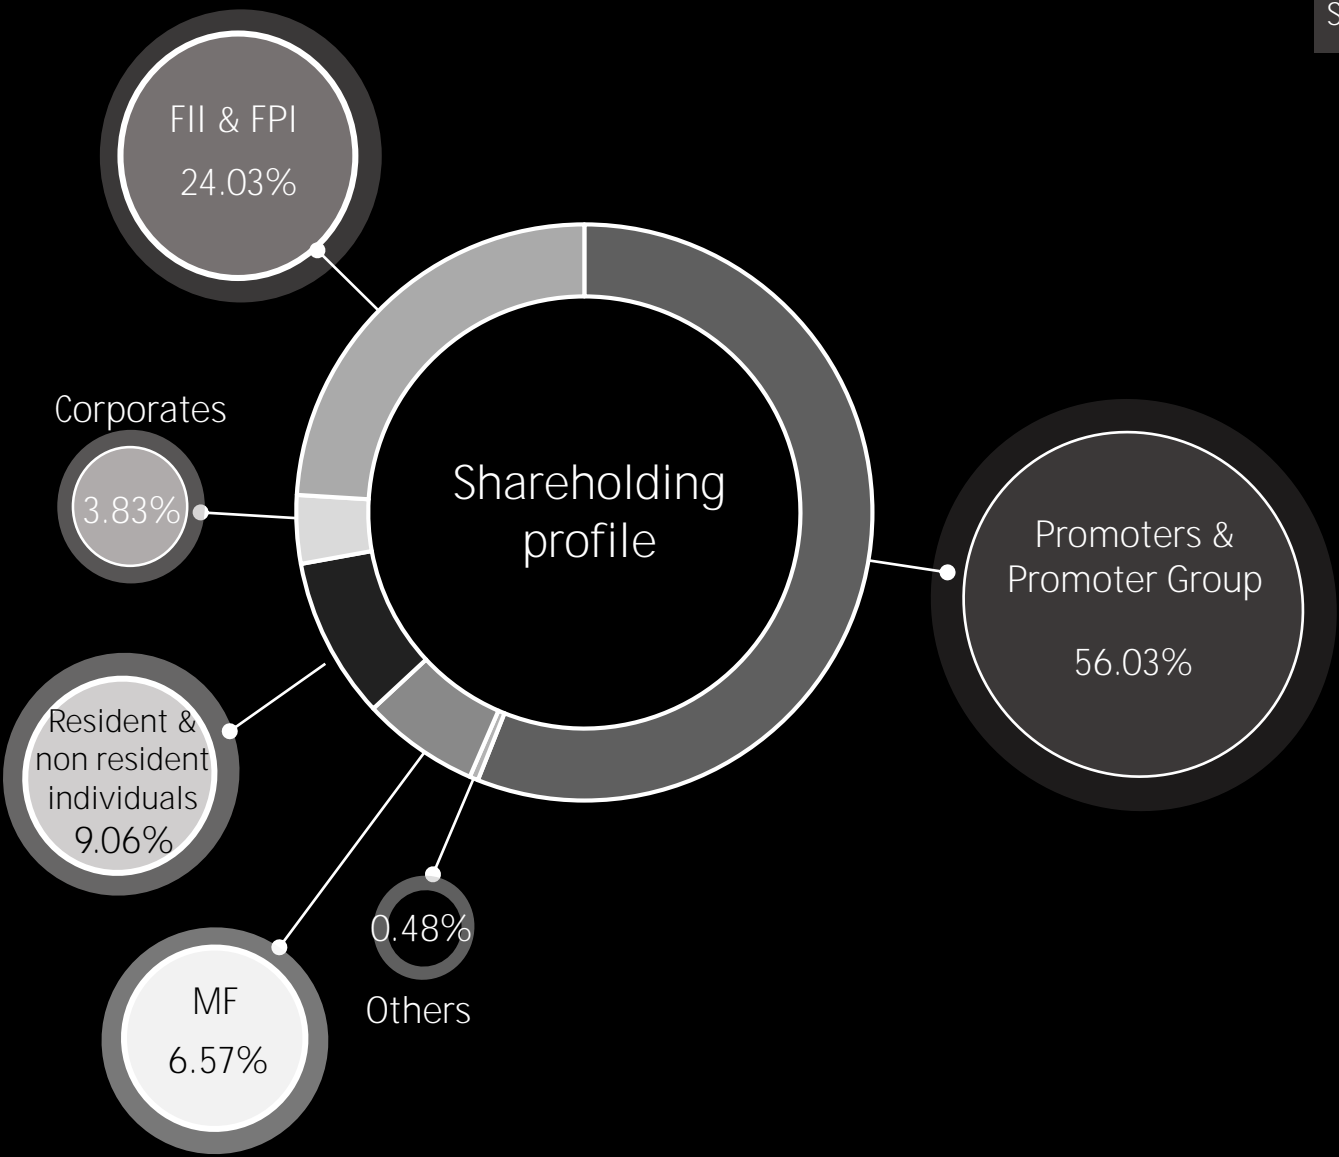 S
FII & FPI
24.03%
Corporates
3.83%
Shareholding
profile
Promoters &
Promoter Group
56.03%
Resident &
non resident
individuals
9.06%
0.48%
Others
MF
6.57%